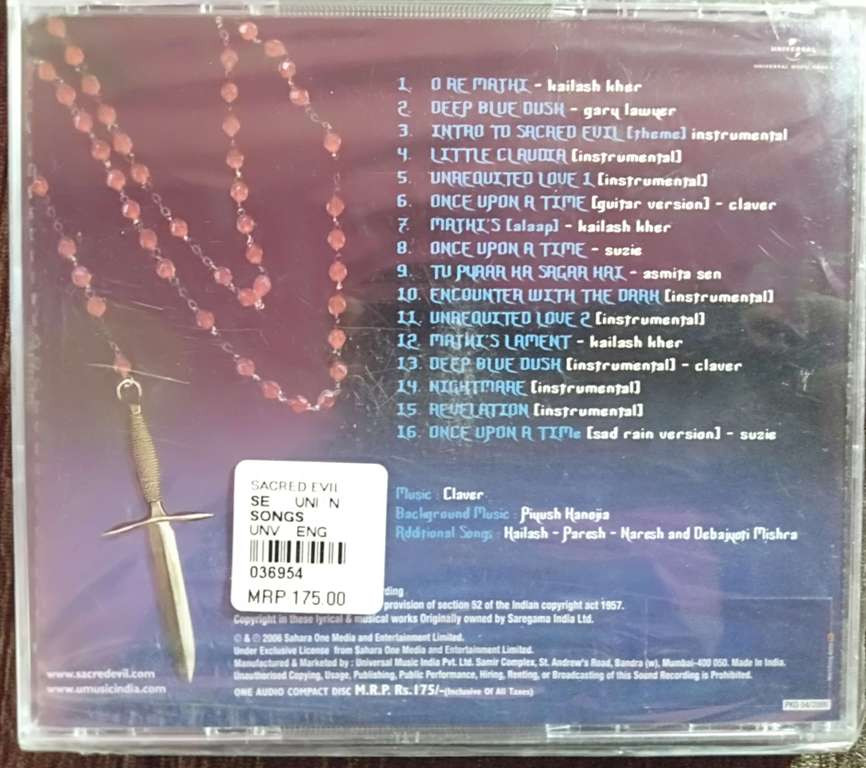 UNIVERSAL
1. O RE MATHI - kailash kher
2. DEEP BLUE DUSK - gary lawyer
3. INTRO TO SACRED EVIL [theme] instrumental
4. LITTLE CLAUDIA [instrumental]
5. UNREQUITED LOVE 1 [instrumental]
6. ONCE UPON A TIME [guitar version] - claver
7. MATHI'S [alaap] - kailash kher
8. ONCE UPON A TIME - suzie
9. TU PYAAR KA SAGAR HAI - asmita sen
10. ENCOUNTER WITH THE DARK [instrumental]
11. UNREQUITED LOVE 2 [instrumental]
12. MATHI'S LAMENT - kailash kher
13. DEEP BLUE DUSK [instrumental] - claver
14. NIGHTMARE [instrumental]
15. REVELATION [instrumental]
16. ONCE UPON A TIMe [sad rain version] - suzie
SACRED EVIL
SE UNI N
SONGS
UNV ENG
036954
MRP 175.00
Music : Claver
Background Music : Piyush Kanojia
Additional Songs : Kailash - Paresh - Naresh and Debajyoti Mishra
rding
provision of section 52 of the Indian copyright act 1957.
Copyright in these lyrical & musical works Originally owned by Saregama India Ltd.
℗ & © 2006 Sahara One Media and Entertainment Limited.
Under Exclusive License from Sahara One Media and Entertainment Limited.
Manufactured & Marketed by : Universal Music India Pvt. Ltd. Samir Complex, St. Andrew's Road, Bandra (w), Mumbai-400 050. Made In India.
Unauthorised Copying, Usage, Public Performance, Hiring, Renting, or Broadcasting of this Sound Recording is Prohibited.
ONE AUDIO COMPACT DISC M.R.P. Rs.175/-(Inclusive Of All Taxes)
www.sacredevil.com
www.umusicindia.com